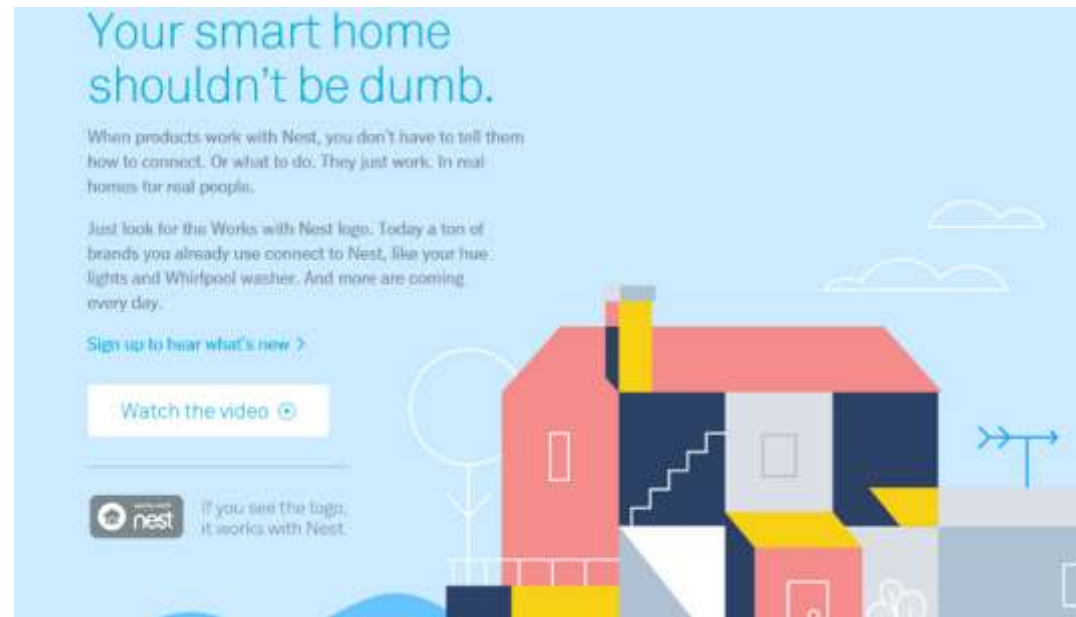 Your smart home
shouldn't be dumb.
When products work with Nest, you don't have to tell them
how to connect. Or what to do. They just work. In real
homes for real people.
Just look for the Works with Nest logo. Today a ton of
brands you already use connect to Nest, like your hue
lights and Whirlpool washer. And more are coming
every day.
Sign up to hear what's new >
Watch the video
WORKS WITH
nest
If you see the logo,
it works with Nest.